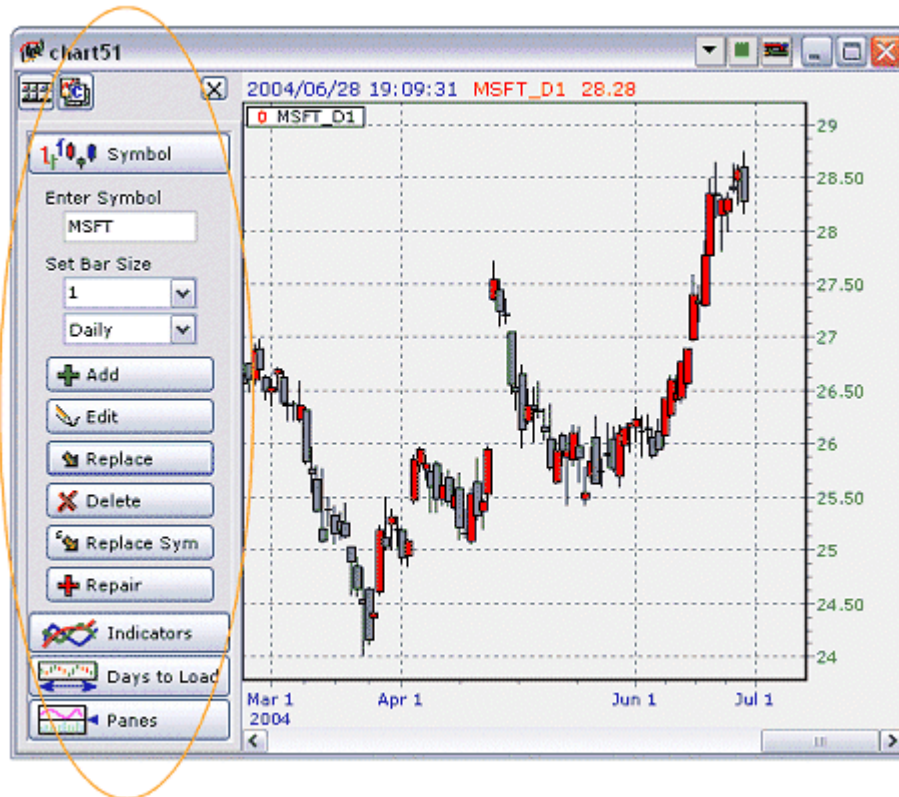 chart51
2004/06/28 19:09:31 MSFT_D1 28.28
MSFT_D1
Symbol
Enter Symbol
MSFT
Set Bar Size
1
Daily
Add
Edit
Replace
Delete
Replace Sym
Repair
Indicators
Days to Load
Panes
29
28.50
28
27.50
27
26.50
26
25.50
25
24.50
24
Mar 1 Apr 1 Jun 1 Jul 1
2004